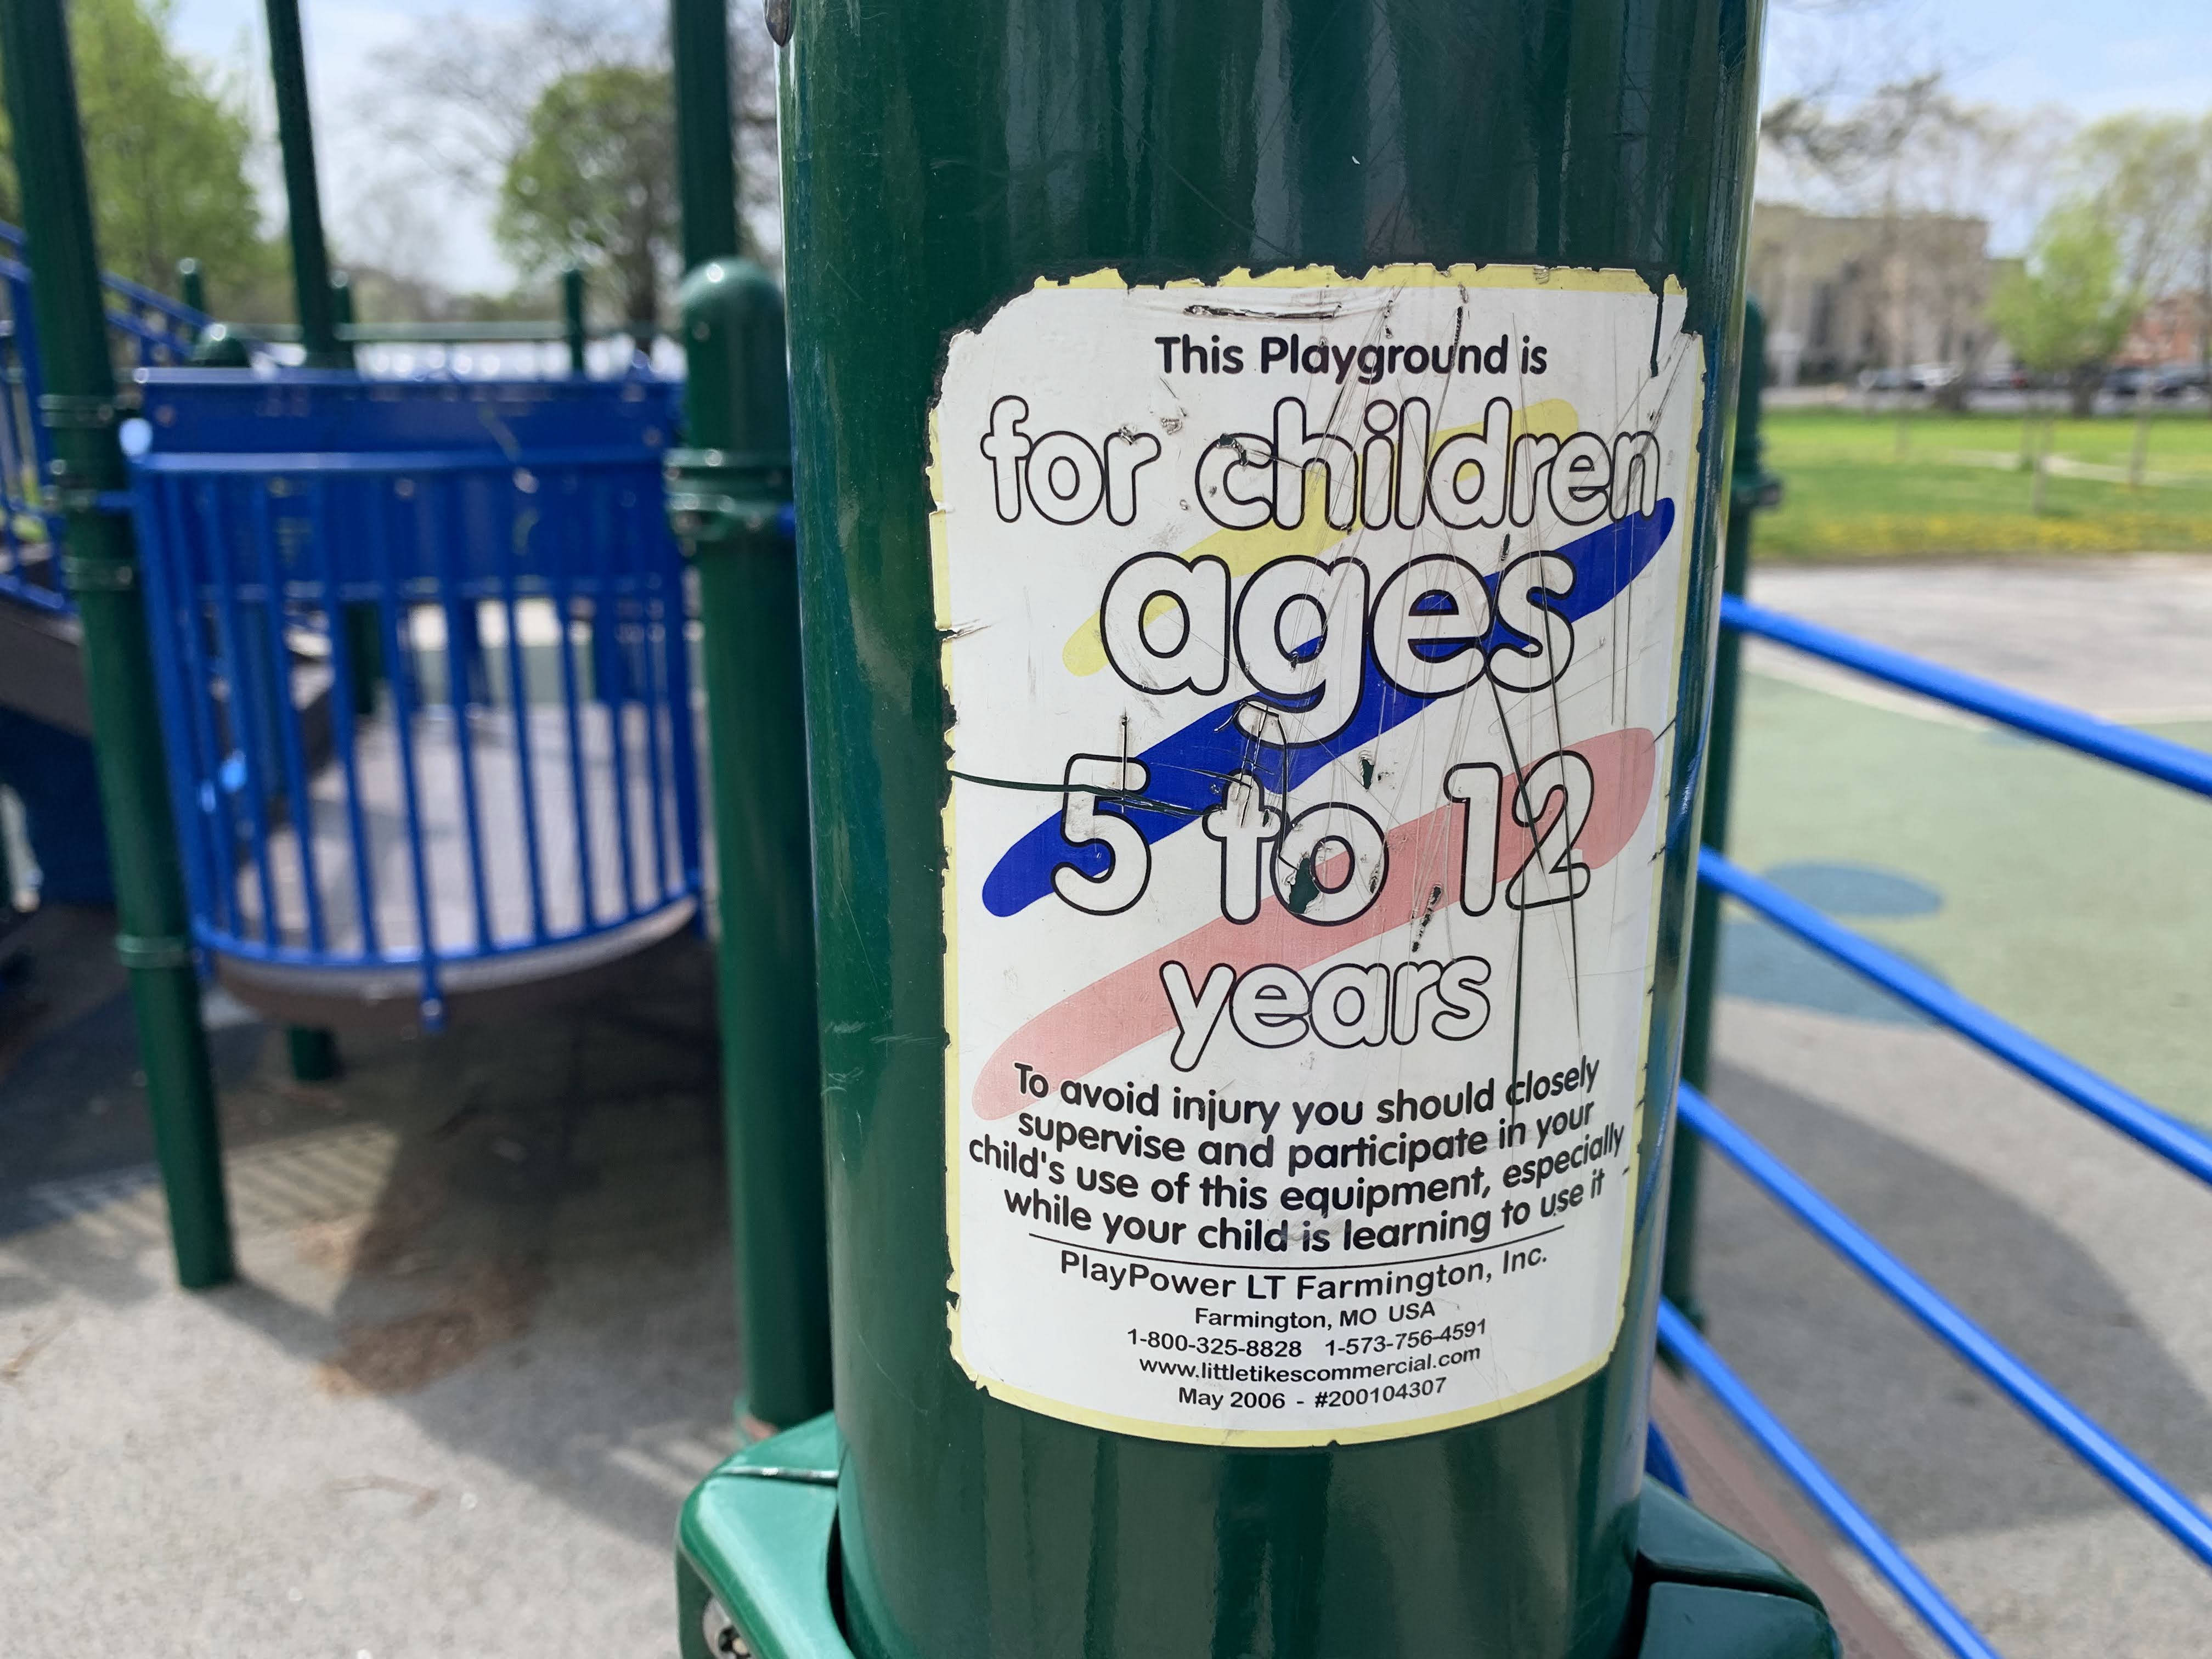 This Playground is
for children
ages
5 to 12
years
To avoid injury you should closely
supervise and participate in your
child's use of this equipment, especially
while your child is learning to use it
PlayPower LT Farmington, Inc.
Farmington, MO USA
1-800-325-8828 1-573-756-4591
www.littletikescommercial.com
May 2006 - #200104307